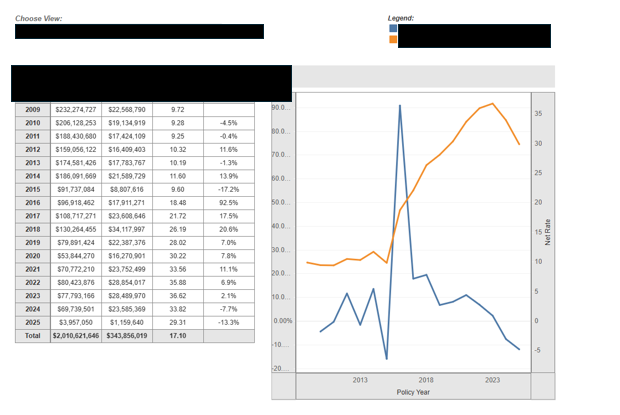 Choose View:
Legend:
2009 $232,274,727 $22,568,790 9.72
2010 $206,128,253 $19,134,919 9.28 -4.5%
2011 $188,430,680 $17,424,109 9.25 -0.4%
2012 $159,056,122 $16,409,403 10.32 11.6%
2013 $174,581,426 $17,783,767 10.19 -1.3%
2014 $186,091,669 $21,589,729 11.60 13.9%
2015 $91,737,084 $8,807,616 9.60 -17.2%
2016 $96,918,462 $17,911,271 18.48 92.5%
2017 $108,717,271 $23,608,646 21.72 17.5%
2018 $130,264,455 $34,117,997 26.19 20.6%
2019 $79,891,424 $22,387,376 28.02 7.0%
2020 $53,844,270 $16,270,901 30.22 7.8%
2021 $70,772,210 $23,752,499 33.56 11.1%
2022 $80,423,876 $28,854,017 35.88 6.9%
2023 $77,793,166 $28,489,970 36.62 2.1%
2024 $69,739,501 $23,585,369 33.82 -7.7%
2025 $3,957,050 $1,159,640 29.31 -13.3%
Total $2,010,621,646 $343,856,019 17.10
90.0...
80.0...
70.0...
60.0...
50.0...
40.0...
30.0...
20.0...
10.0...
0.00%
-10....
-20....
35
30
25
20
15
10
5
0
-5
Net Rate
2013 2018 2023
Policy Year